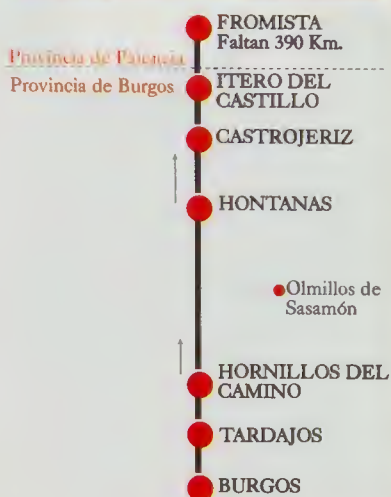 FROMISTA
Faltan 390 Km.
Provincia de Palencia
Provincia de Burgos
ITERO DEL
CASTILLO
CASTROJERIZ
HONTANAS
Olmillos de
Sasamón
HORNILLOS DEL
CAMINO
TARDAJOS
BURGOS